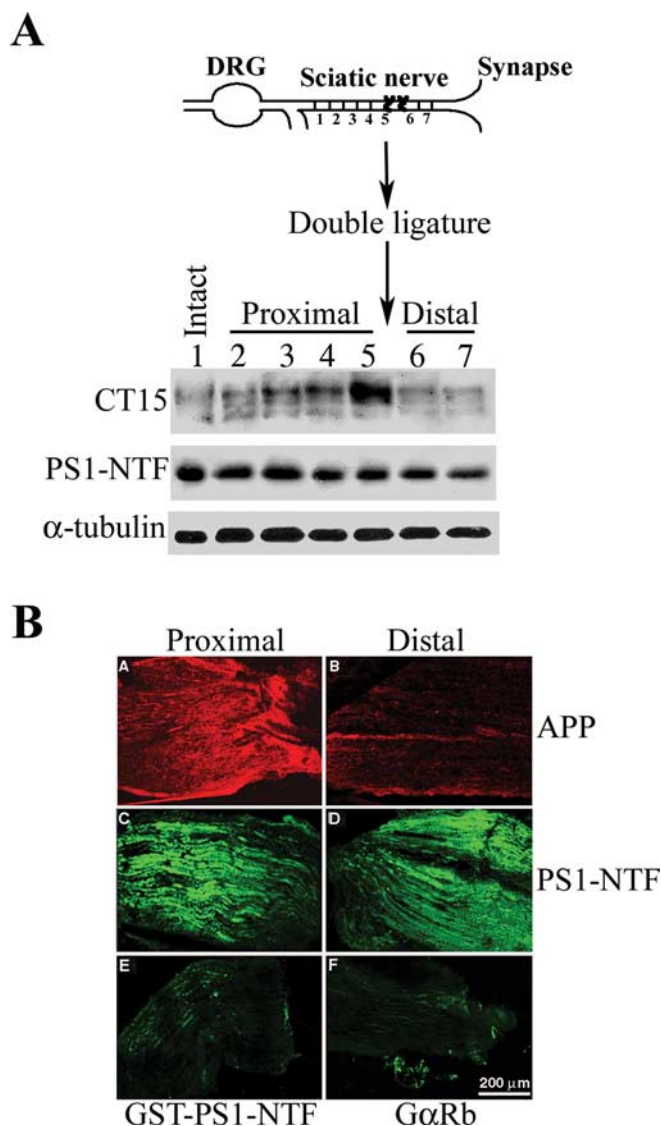 A
DRG
Sciatic nerve
Synapse
1 2 3 4 5 6 7
Double ligature
Intact
Proximal
Distal
1 2 3 4 5 6 7
CT15
PS1-NTF
α-tubulin
B
Proximal
Distal
A
B
APP
C
D
PS1-NTF
E
F
200 μm
GST-PS1-NTF
GαRb